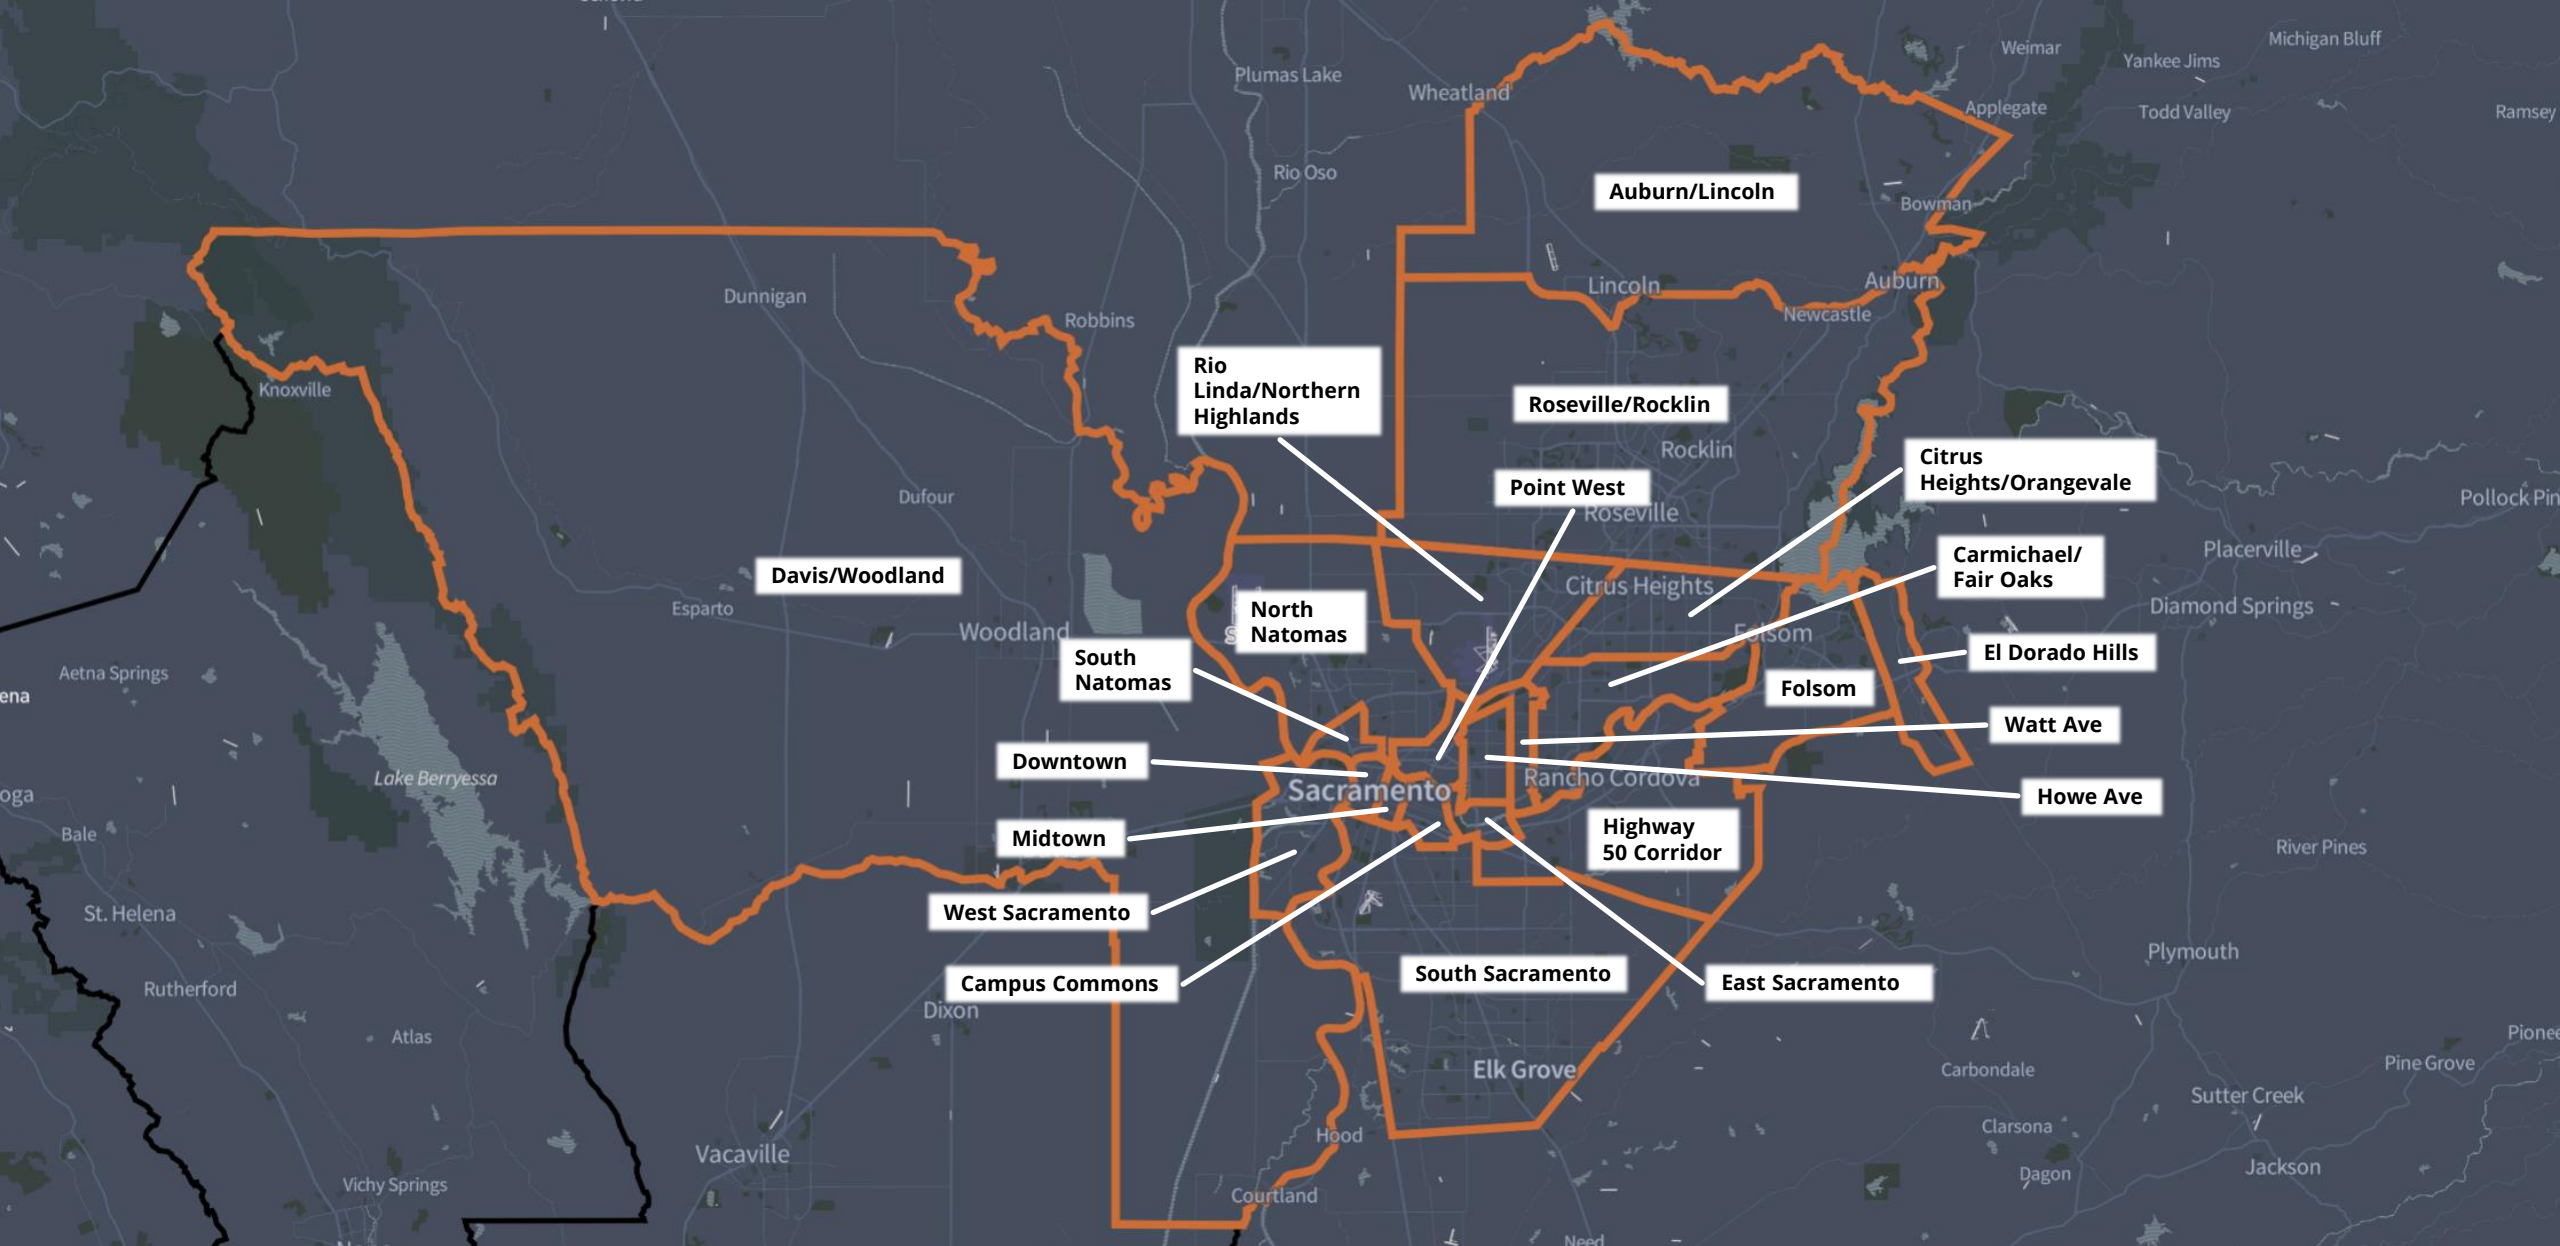 Weimar
Michigan Bluff
Yankee Jims
Plumas Lake
Wheatland
Applegate
Todd Valley
Ramsey
Rio Oso
Auburn/Lincoln
Bowman
Dunnigan
Lincoln
Auburn
Robbins
Newcastle
Rio
Linda/Northern
Highlands
Knoxville
Roseville/Rocklin
Rocklin
Citrus
Heights/Orangevale
Point West
Roseville
Dufour
Pollock Pin
Carmichael/
Fair Oaks
Placerville
Davis/Woodland
Citrus Heights
Esparto
North
Natomas
Diamond Springs
Woodland
Folsom
South
Natomas
El Dorado Hills
Aetna Springs
ena
Folsom
Watt Ave
Downtown
Lake Berryessa
Rancho Cordova
Sacramento
Howe Ave
oga
Bale
Midtown
Highway
50 Corridor
River Pines
St. Helena
West Sacramento
Plymouth
South Sacramento
Campus Commons
East Sacramento
Rutherford
Dixon
Atlas
Pione
Elk Grove
Carbondale
Pine Grove
Sutter Creek
Hood
Clarsona
Vacaville
Jackson
Dagon
Vichy Springs
Courtland
Need